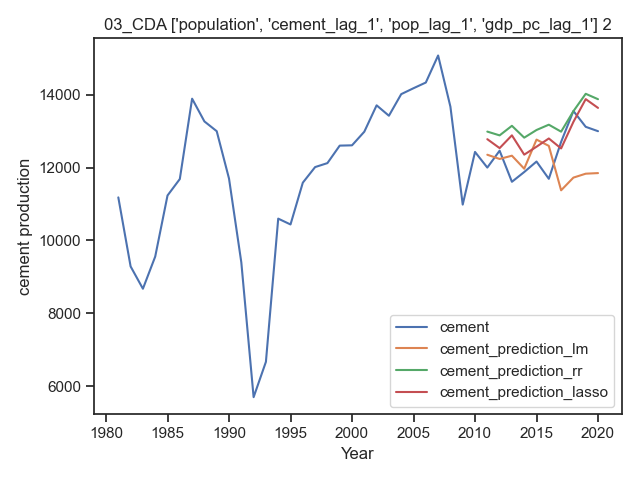 03_CDA ['population', 'cement_lag_1', 'pop_lag_1', 'gdp_pc_lag_1'] 2
14000
12000
10000
8000
6000
cement production
cement
cement_prediction_lm
cement_prediction_rr
cement_prediction_lasso
1980 1985 1990 1995 2000 2005 2010 2015 2020
Year